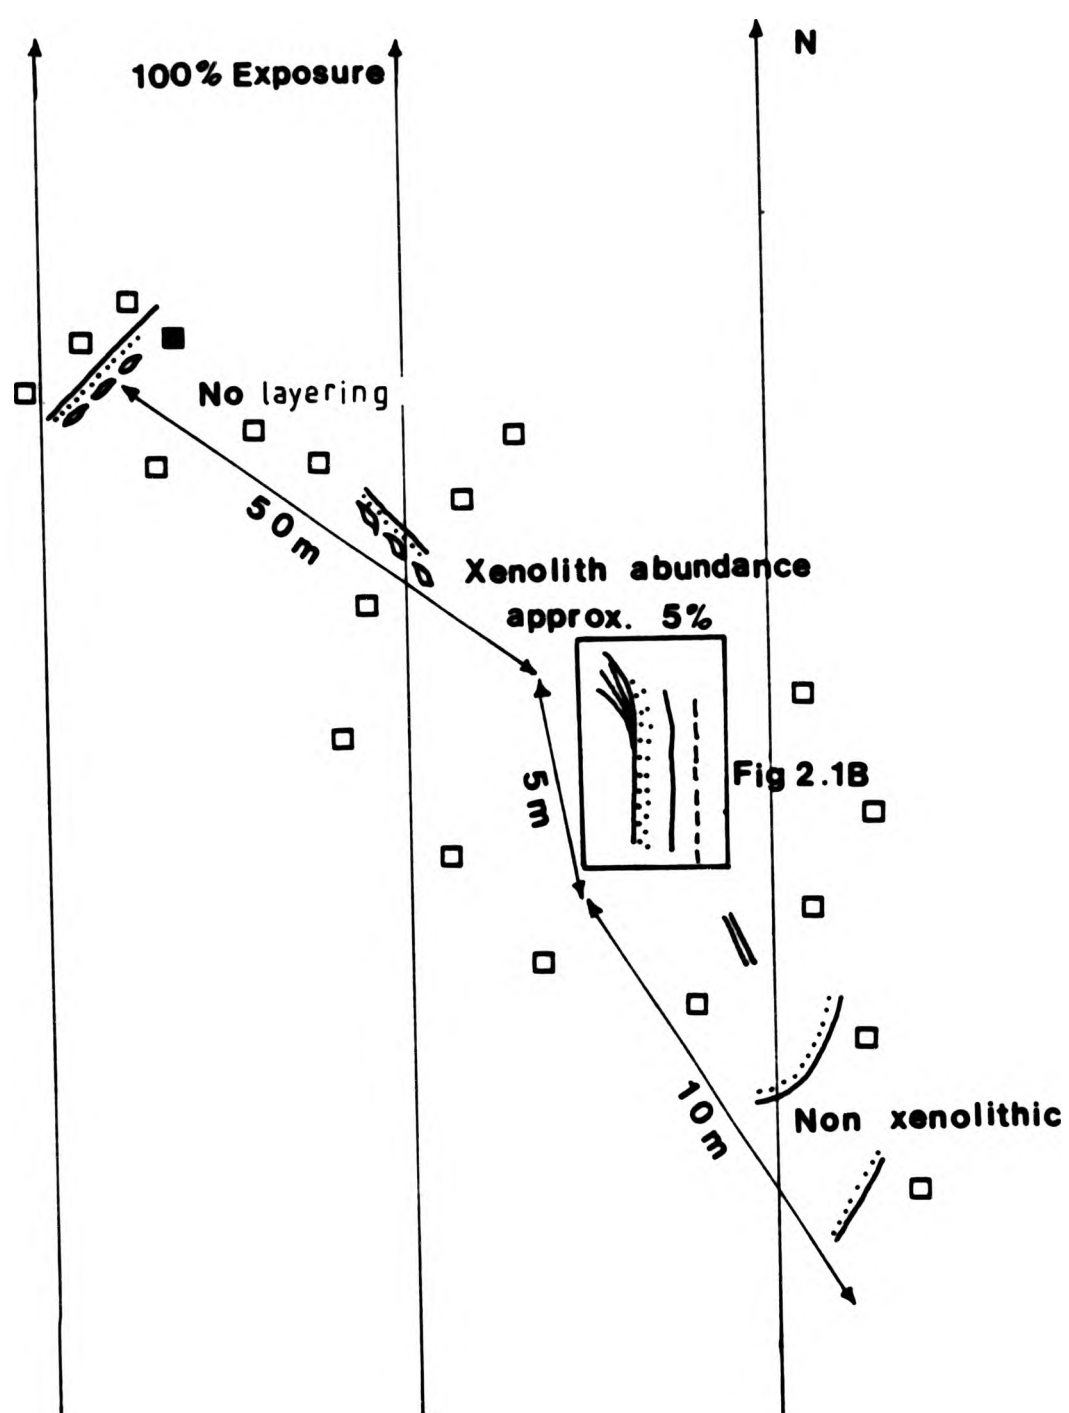 N
100% Exposure
No layering
50m
Xenolith abundance
approx. 5%
5m
Fig 2.1B
10m
Non xenolithic